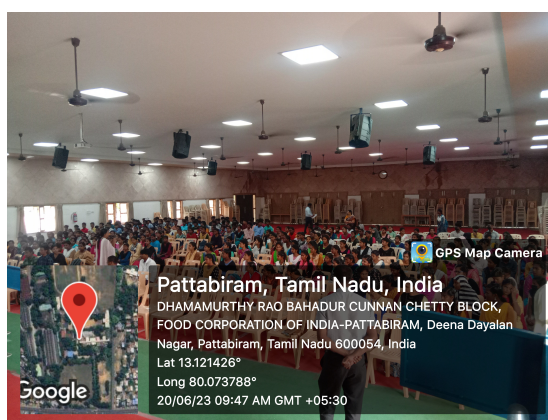 GPS Map Camera
Pattabiram, Tamil Nadu, India
DHAMAMURTHY RAO BAHADUR CUNNAN CHETTY BLOCK,
FOOD CORPORATION OF INDIA-PATTABIRAM, Deena Dayalan
Nagar, Pattabiram, Tamil Nadu 600054, India
Lat 13.121426°
Long 80.073788°
20/06/23 09:47 AM GMT +05:30
Google